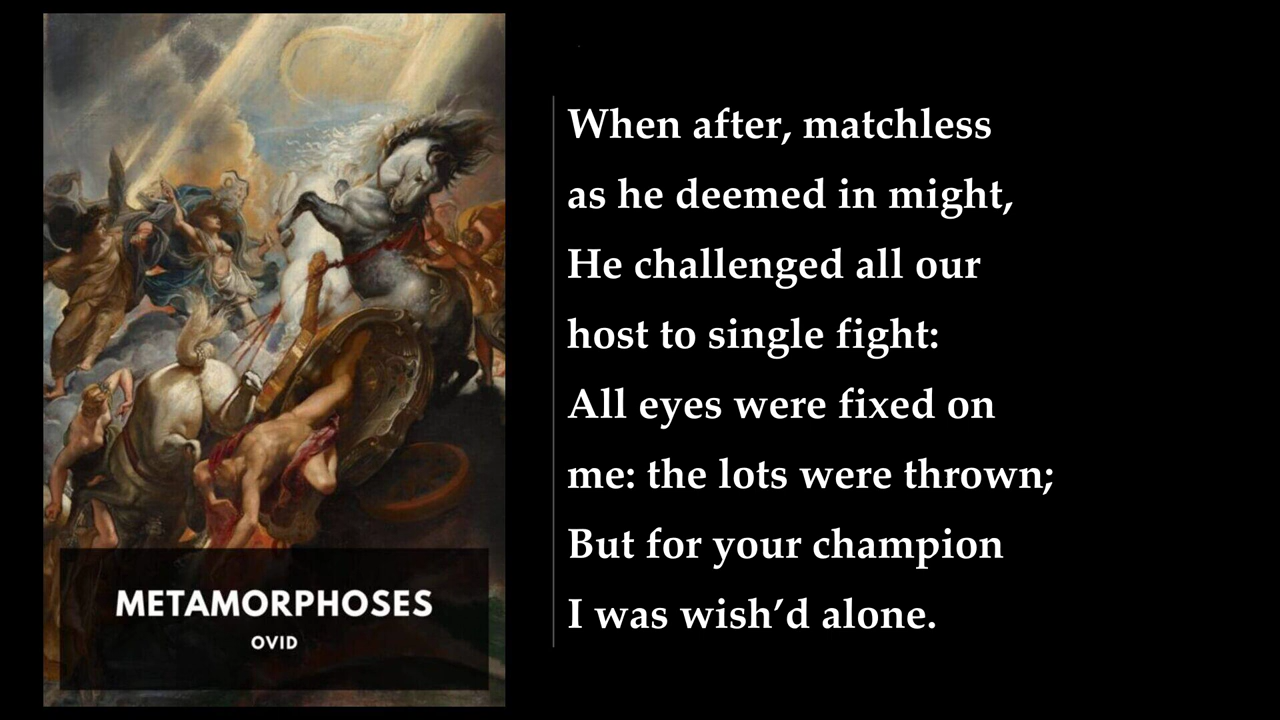 METAMORPHOSES
OVID
When after, matchless
as he deemed in might,
He challenged all our
host to single fight:
All eyes were fixed on
me: the lots were thrown;
But for your champion
I was wish’d alone.